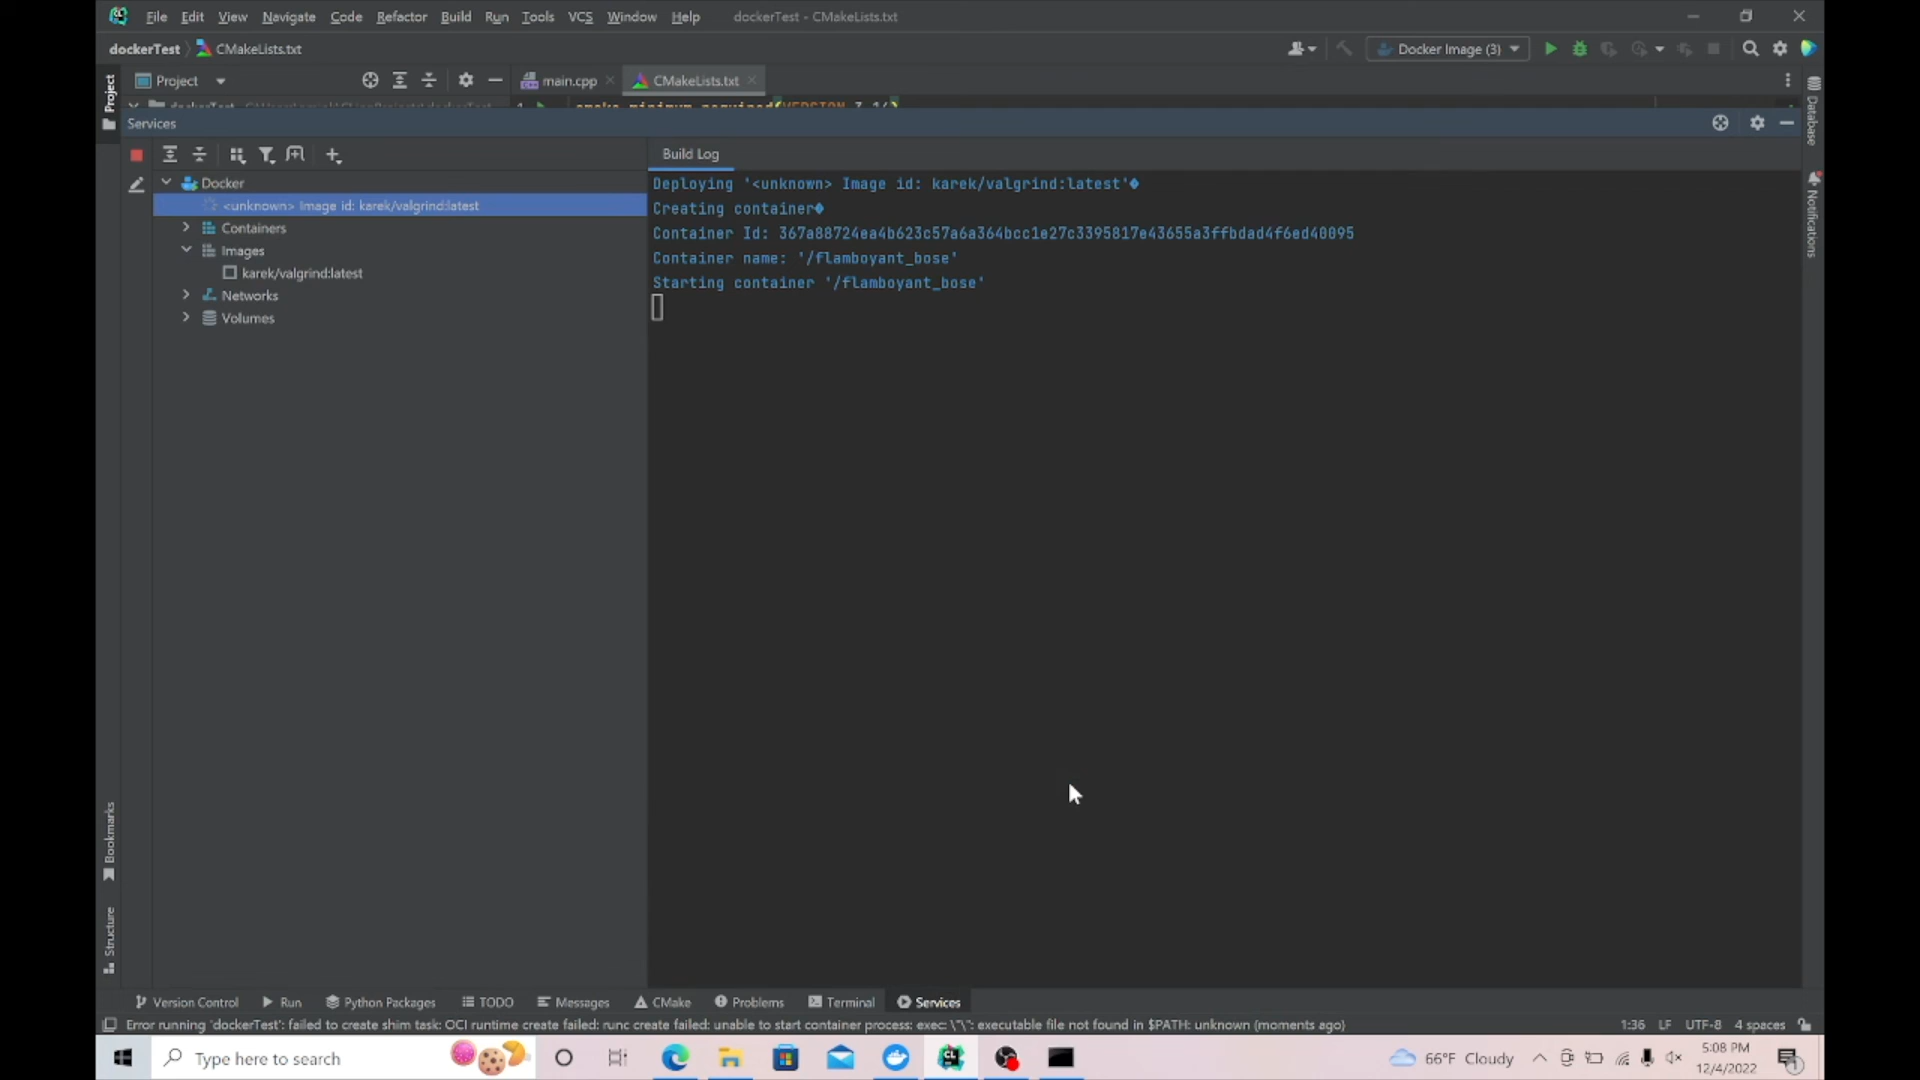 File Edit View Navigate Code Refactor Build Run Tools VCS Window Help dockerTest - CMakeLists.txt
dockerTest CMakeLists.txt Docker Image (3)
Project main.cpp CMakeLists.txt
Project
Services
Build Log
Docker
<unknown> Image id: karek/valgrind:latest
Containers
Images
karek/valgrind:latest
Networks
Volumes
Deploying '<unknown> Image id: karek/valgrind:latest'�
Creating container�
Container Id: 367a88724ea4b623c57a6a364bcc1e27c3395817e43655a3ffbdad4f6ed40095
Container name: '/flamboyant_bose'
Starting container '/flamboyant_bose'
Database
Notifications
Bookmarks
Structure
Version Control Run Python Packages TODO Messages CMake Problems Terminal Services
Error running 'dockerTest': failed to create shim task: OCI runtime create failed: runc create failed: unable to start container process: exec: \"\": executable file not found in $PATH: unknown (moments ago) 1:36 LF UTF-8 4 spaces
Type here to search 66°F Cloudy 5:08 PM
12/4/2022